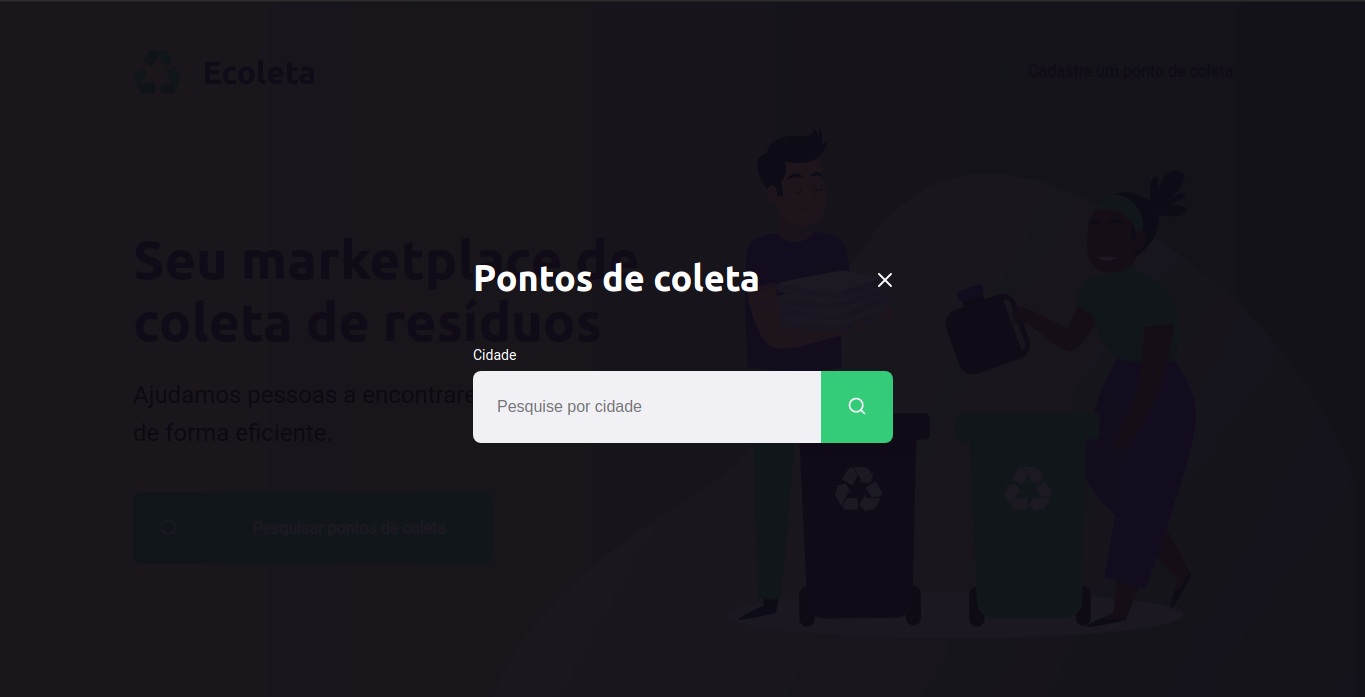 Ecoleta
Cadastre um ponto de coleta
Seu marketplace de
coleta de resíduos
Pontos de coleta
Cidade
Pesquise por cidade
Ajudamos pessoas a encontrare
de forma eficiente.
Pesquisar pontos de coleta